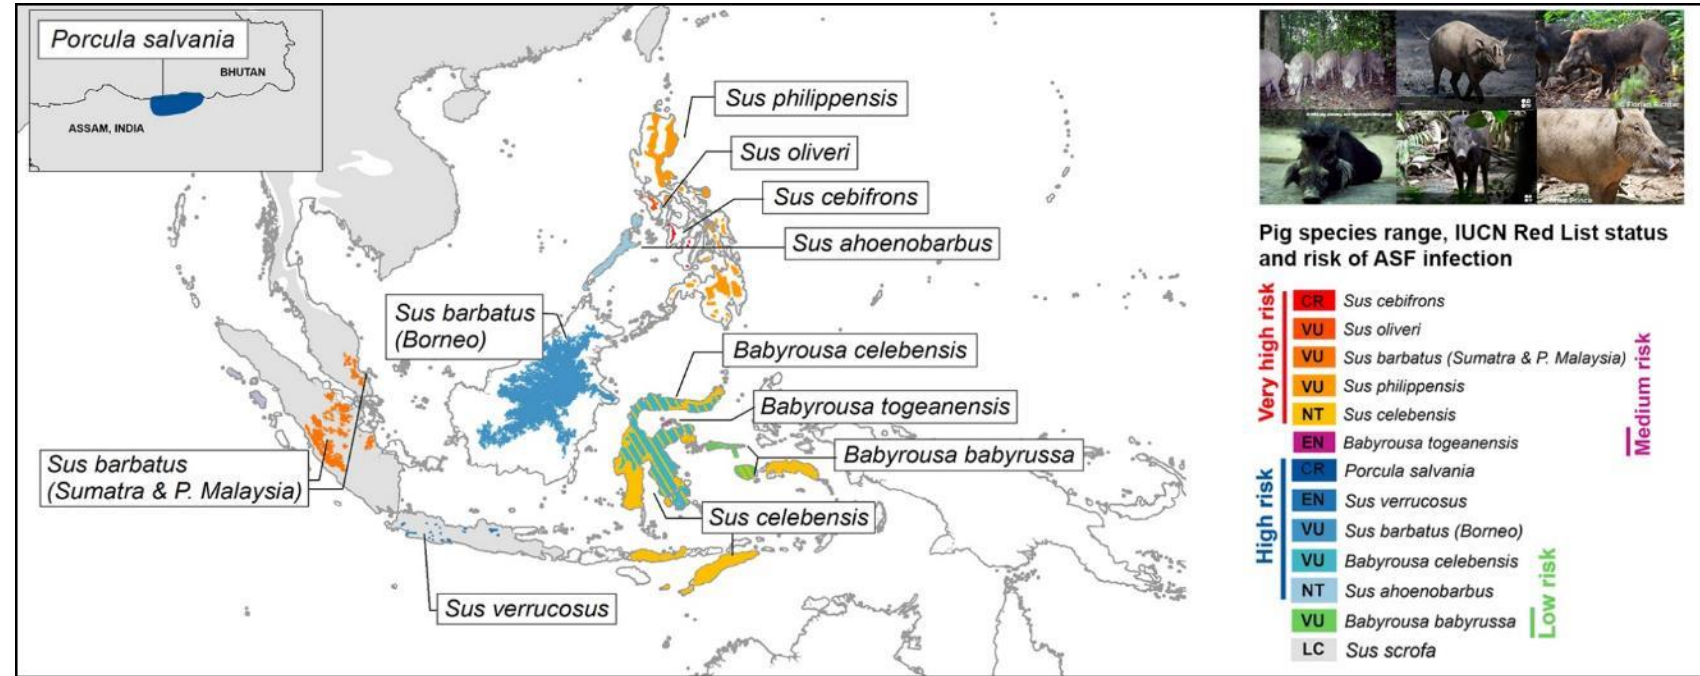 Porcula salvania
BHUTAN
ASSAM, INDIA
Sus philippensis
Sus oliveri
Sus cebifrons
Sus ahoenobarbus
Sus barbatus
(Borneo)
Babyrousa celebensis
Babyrousa togeanensis
Babyrousa babyrussa
Sus barbatus
(Sumatra & P. Malaysia)
Sus celebensis
Sus verrucosus
Pig species range, IUCN Red List status
and risk of ASF infection
Very high risk
CR Sus cebifrons
VU Sus oliveri
VU Sus barbatus (Sumatra & P. Malaysia)
VU Sus philippensis
NT Sus celebensis
Medium risk
EN Babyrousa togeanensis
High risk
CR Porcula salvania
EN Sus verrucosus
VU Sus barbatus (Borneo)
VU Babyrousa celebensis
NT Sus ahoenobarbus
Low risk
VU Babyrousa babyrussa
LC Sus scrofa